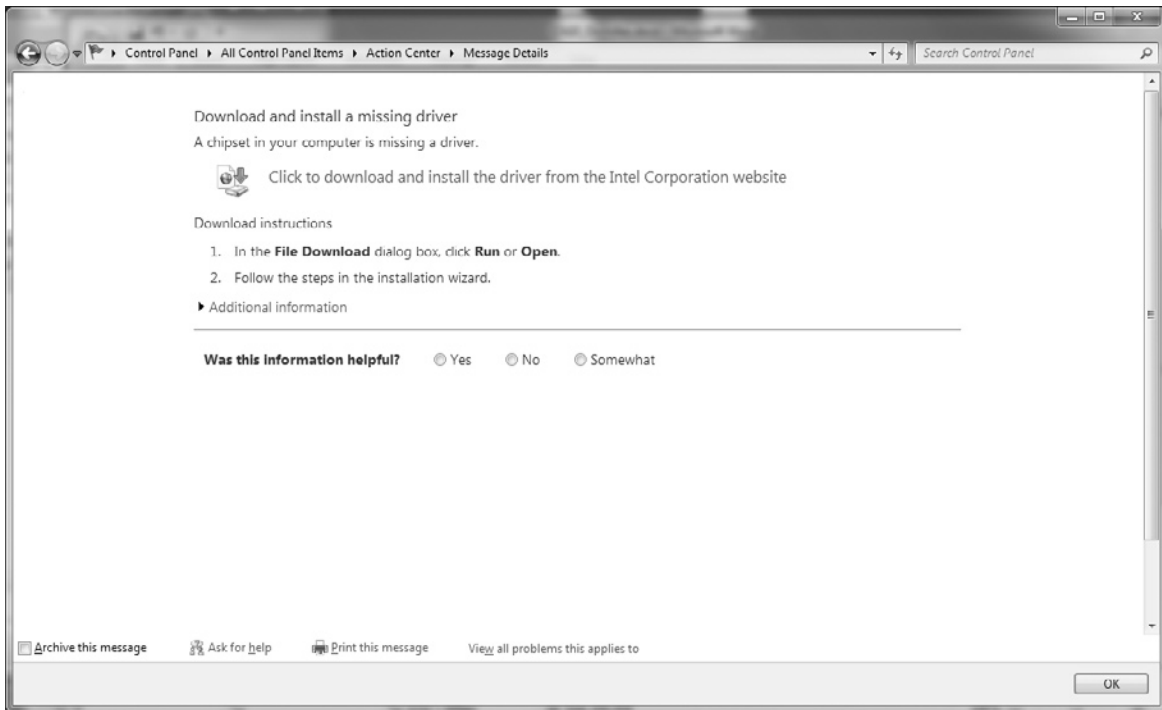 Control Panel ▸ All Control Panel Items ▸ Action Center ▸ Message Details
Search Control Panel
Download and install a missing driver
A chipset in your computer is missing a driver.
Click to download and install the driver from the Intel Corporation website
Download instructions
1. In the File Download dialog box, click Run or Open.
2. Follow the steps in the installation wizard.
Additional information
Was this information helpful? Yes No Somewhat
Archive this message Ask for help Print this message View all problems this applies to
OK